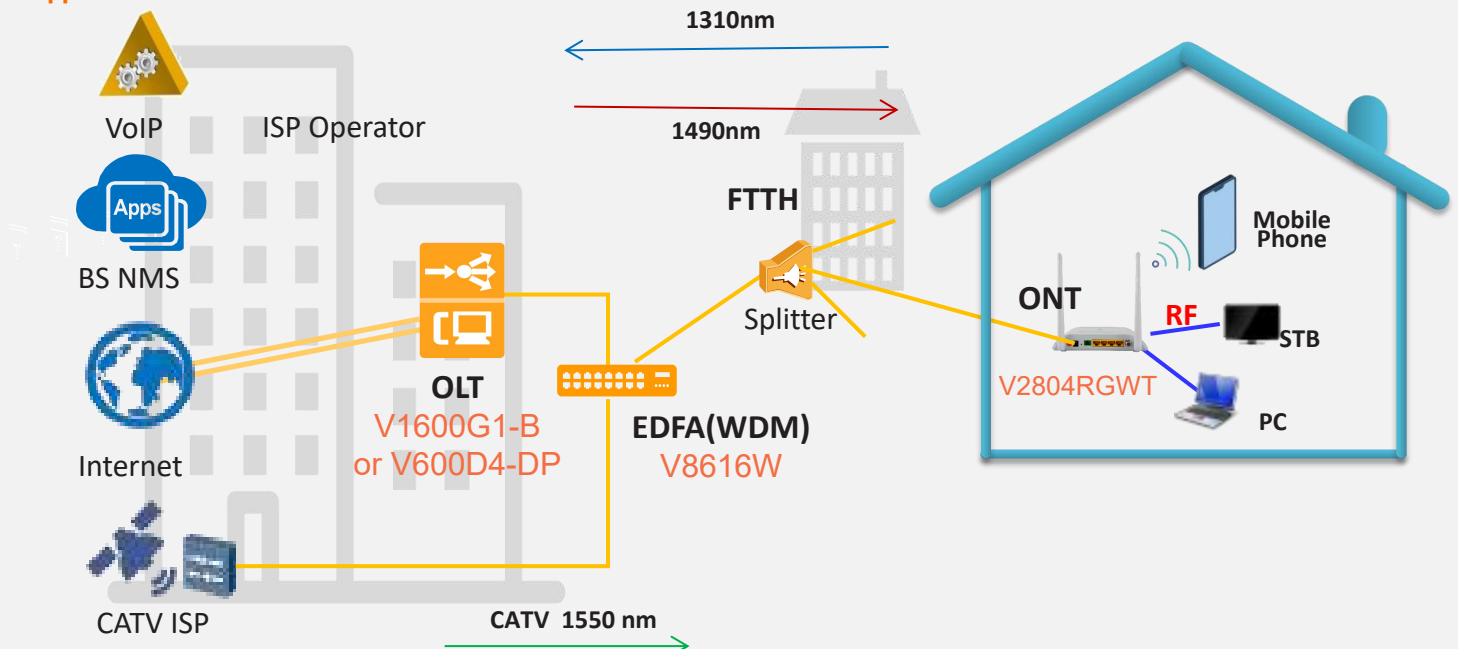 1310nm
VoIP
ISP Operator
1490nm
Apps
FTTH
Mobile
Phone
BS NMS
ONT
Splitter
RF
STB
OLT
V2804RGWT
V1600G1-B
EDFA(WDM)
PC
or V600D4-DP
V8616W
Internet
CATV ISP
CATV 1550 nm